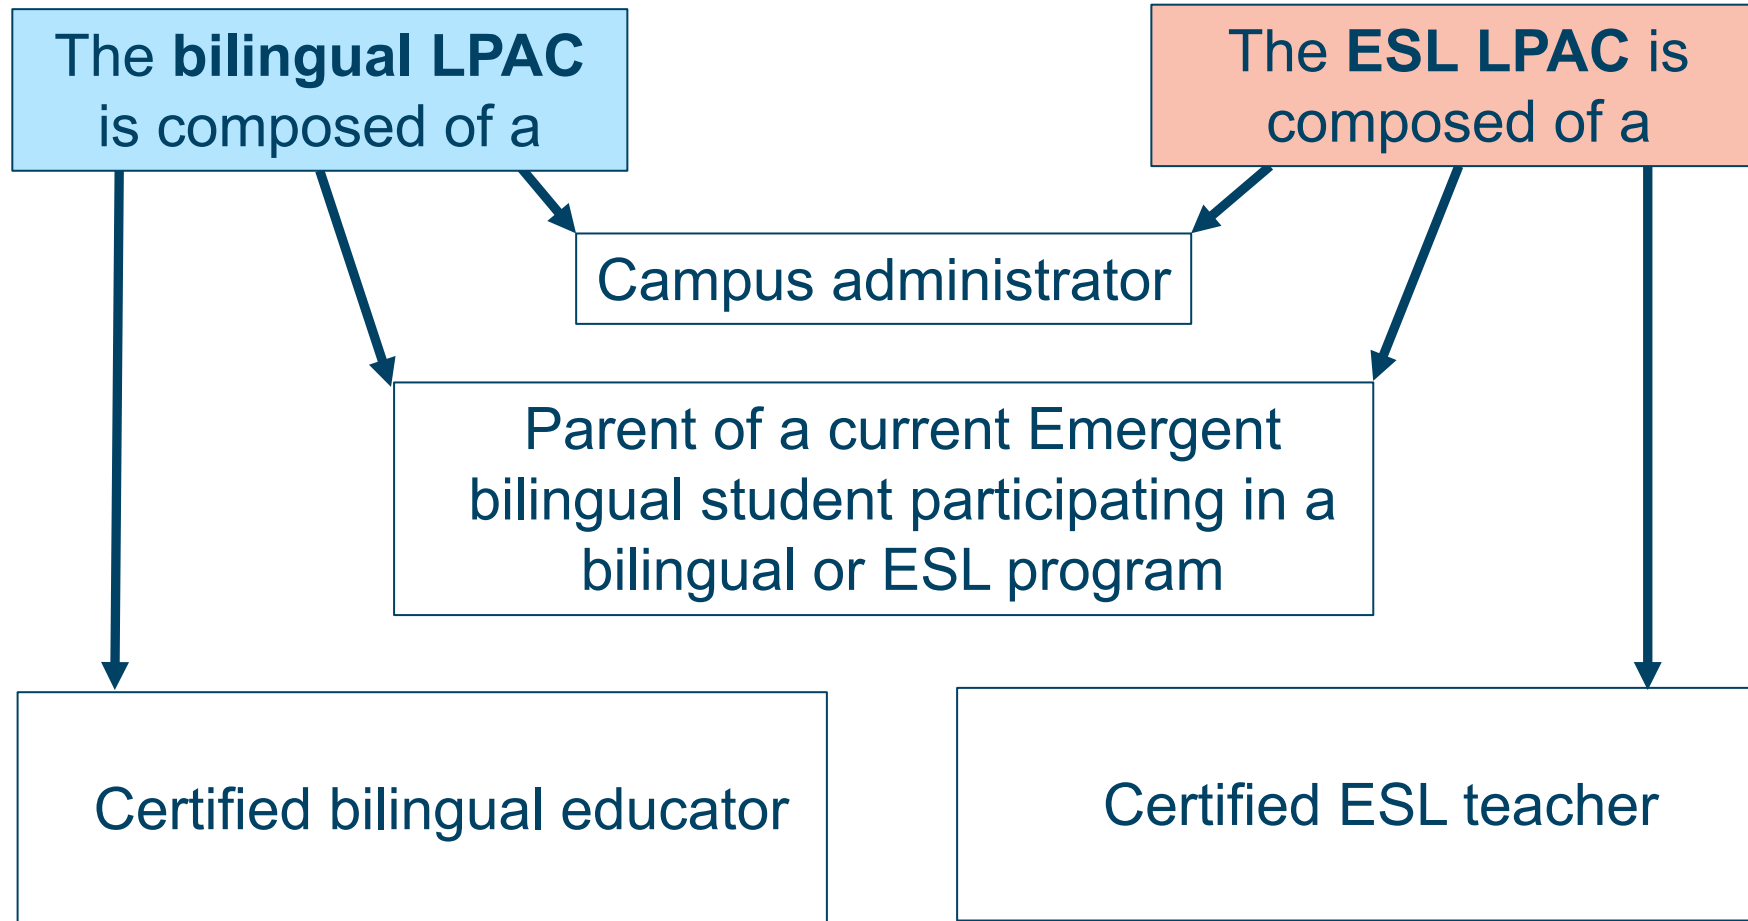 The bilingual LPAC
is composed of a
The ESL LPAC is
composed of a
Campus administrator
Parent of a current Emergent
bilingual student participating in a
bilingual or ESL program
Certified bilingual educator
Certified ESL teacher